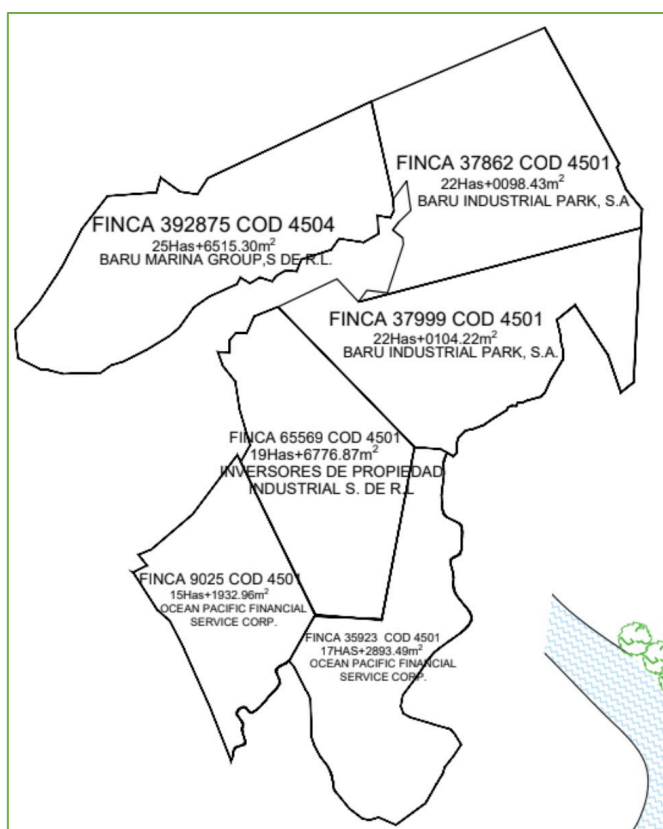 FINCA 37862 COD 4501
22Has+0098.43m²
BARU INDUSTRIAL PARK, S.A
FINCA 392875 COD 4504
25Has+6515.30m²
BARU MARINA GROUP,S DE R.L.
FINCA 37999 COD 4501
22Has+0104.22m²
BARU INDUSTRIAL PARK, S.A.
FINCA 65569 COD 4501
19Has+6776.87m²
INVERSORES DE PROPIEDAD
INDUSTRIAL S. DE R.L
FINCA 9025 COD 4501
15Has+1932.96m²
OCEAN PACIFIC FINANCIAL
SERVICE CORP.
FINCA 35923 COD 4501
17HAS+2893.49m²
OCEAN PACIFIC FINANCIAL
SERVICE CORP.